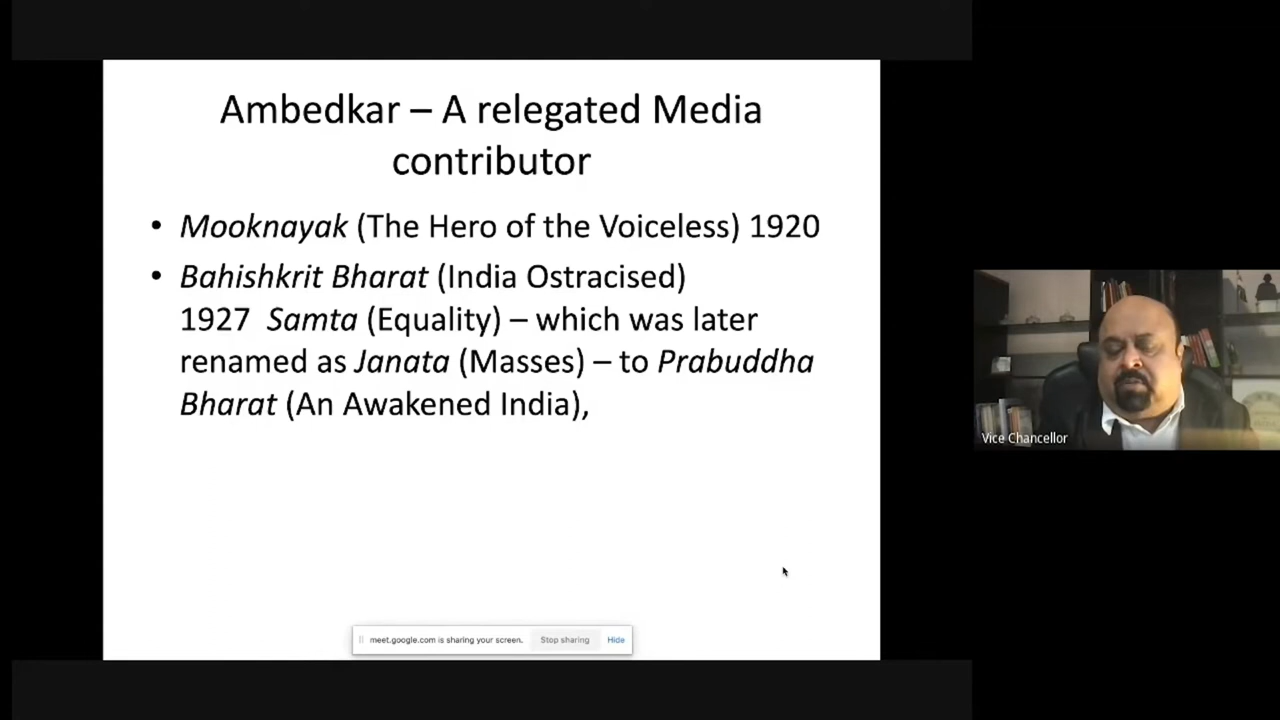 Ambedkar – A relegated Media
contributor
• Mooknayak (The Hero of the Voiceless) 1920
• Bahishkrit Bharat (India Ostracised)
1927 Samta (Equality) – which was later
renamed as Janata (Masses) – to Prabuddha
Bharat (An Awakened India),
Vice Chancellor
meet.google.com is sharing your screen. Stop sharing Hide